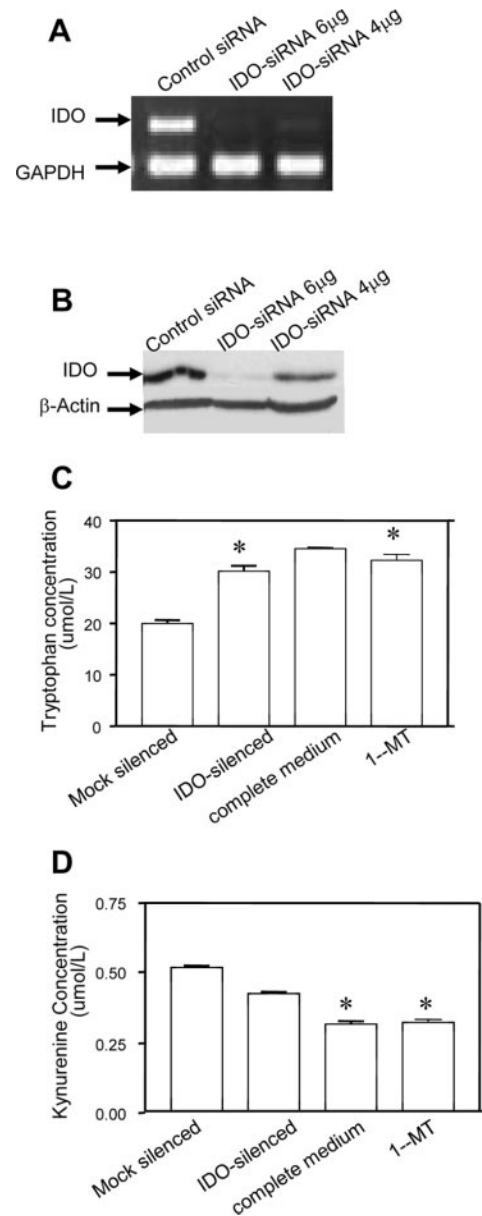 A
Control siRNA
IDO-siRNA 6μg
IDO-siRNA 4μg
IDO
GAPDH
B
Control siRNA
IDO-siRNA 6μg
IDO-siRNA 4μg
IDO
β-Actin
C
Tryptophan concentration
(umol/L)
40
30
20
10
0
*
*
Mock silenced
IDO-silenced
complete medium
1--MT
D
Kynurenine Concentration
(umol/L)
0.75
0.50
0.25
0.00
*
*
Mock silenced
IDO-silenced
complete medium
1--MT